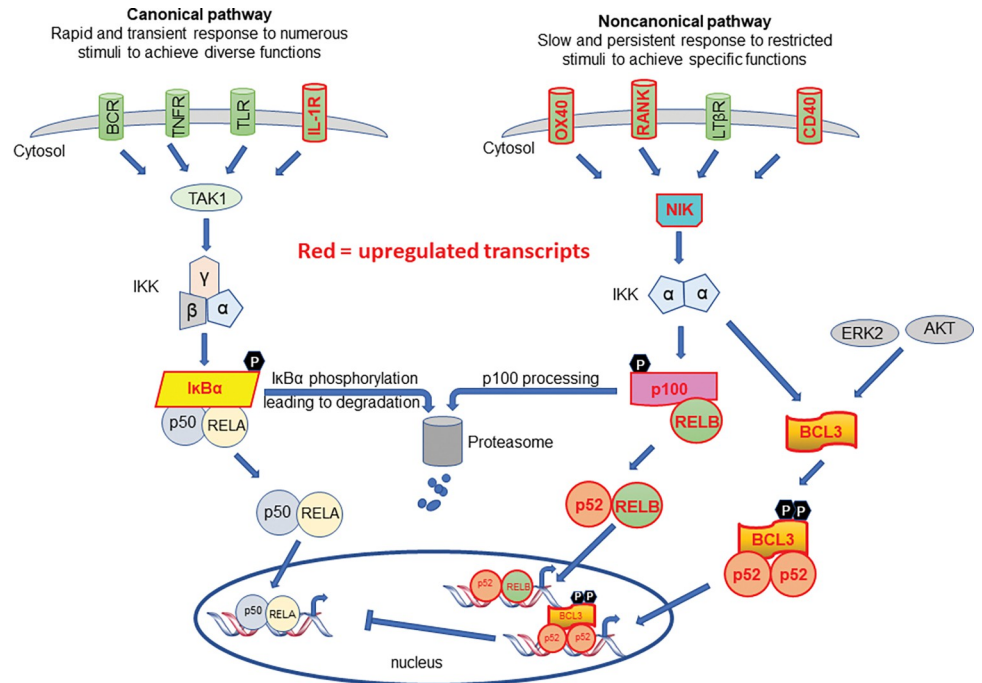 Canonical pathway
Rapid and transient response to numerous
stimuli to achieve diverse functions
Noncanonical pathway
Slow and persistent response to restricted
stimuli to achieve specific functions
BCR
TNFR
TLR
IL-1R
OX40
RANK
LTβR
CD40
Cytosol
Cytosol
TAK1
NIK
Red = upregulated transcripts
IKK
γ
β
α
IKK
α
α
ERK2
AKT
P
IκBα
p50
RELA
IκBα phosphorylation
leading to degradation
p100 processing
Proteasome
P
p100
RELB
BCL3
p50
RELA
p52
RELB
P
P
BCL3
p52
p52
p50
RELA
p52
RELB
P
P
BCL3
p52
p52
nucleus